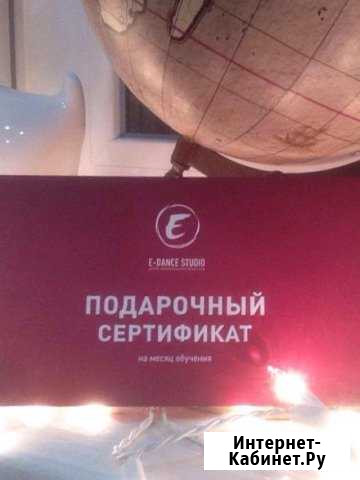 E
E-DANCE STUDIO
ПОДАРОЧНЫЙ
СЕРТИФИКАТ
на месяц обучения
Интернет-
Кабинет.Ру